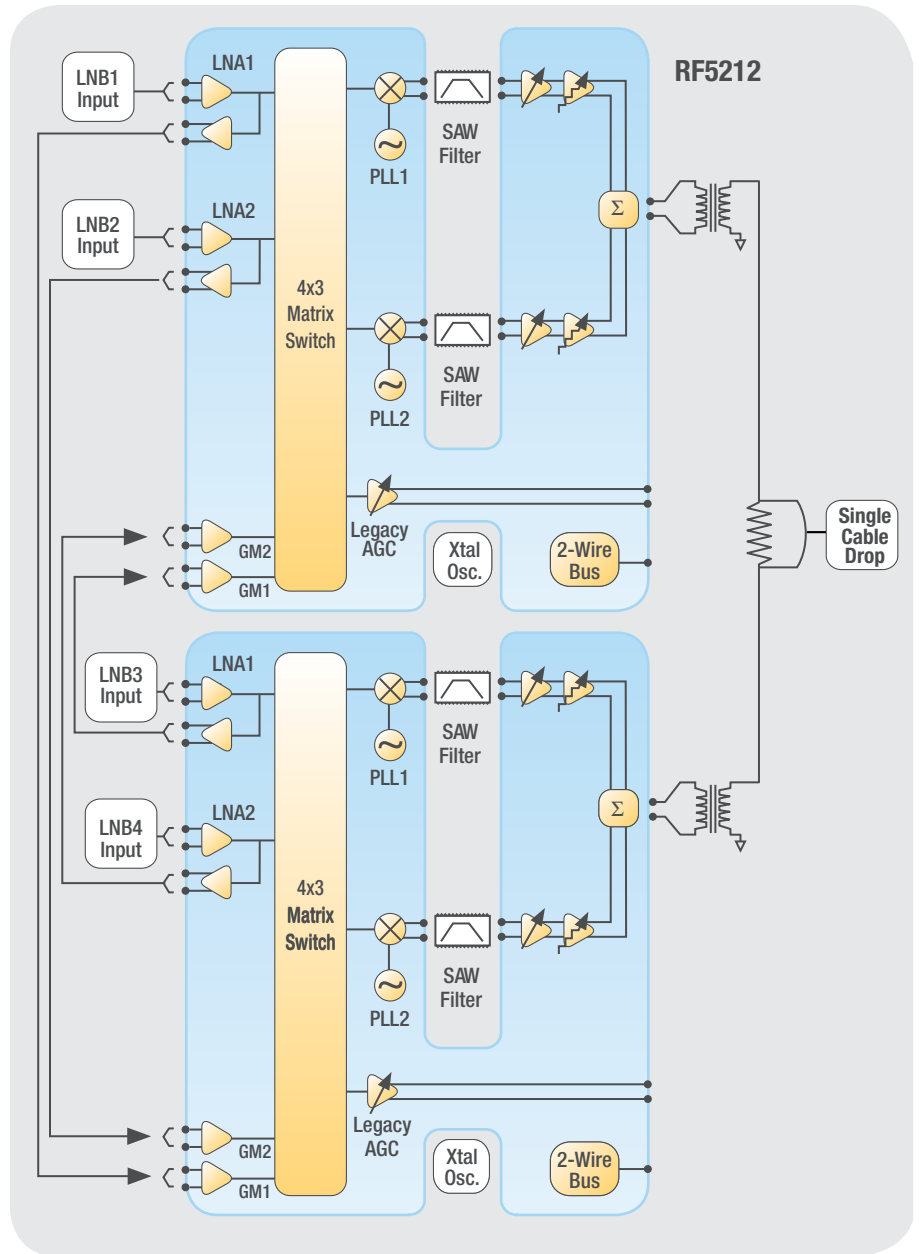 RF5212
LNB1
Input
LNA1
PLL1
SAW
Filter
LNB2
Input
LNA2
Σ
4x3
Matrix
Switch
PLL2
SAW
Filter
Legacy
AGC
GM2
GM1
Xtal
Osc.
2-Wire
Bus
Single
Cable
Drop
LNB3
Input
LNA1
PLL1
SAW
Filter
LNB4
Input
LNA2
Σ
4x3
Matrix
Switch
PLL2
SAW
Filter
Legacy
AGC
GM2
GM1
Xtal
Osc.
2-Wire
Bus